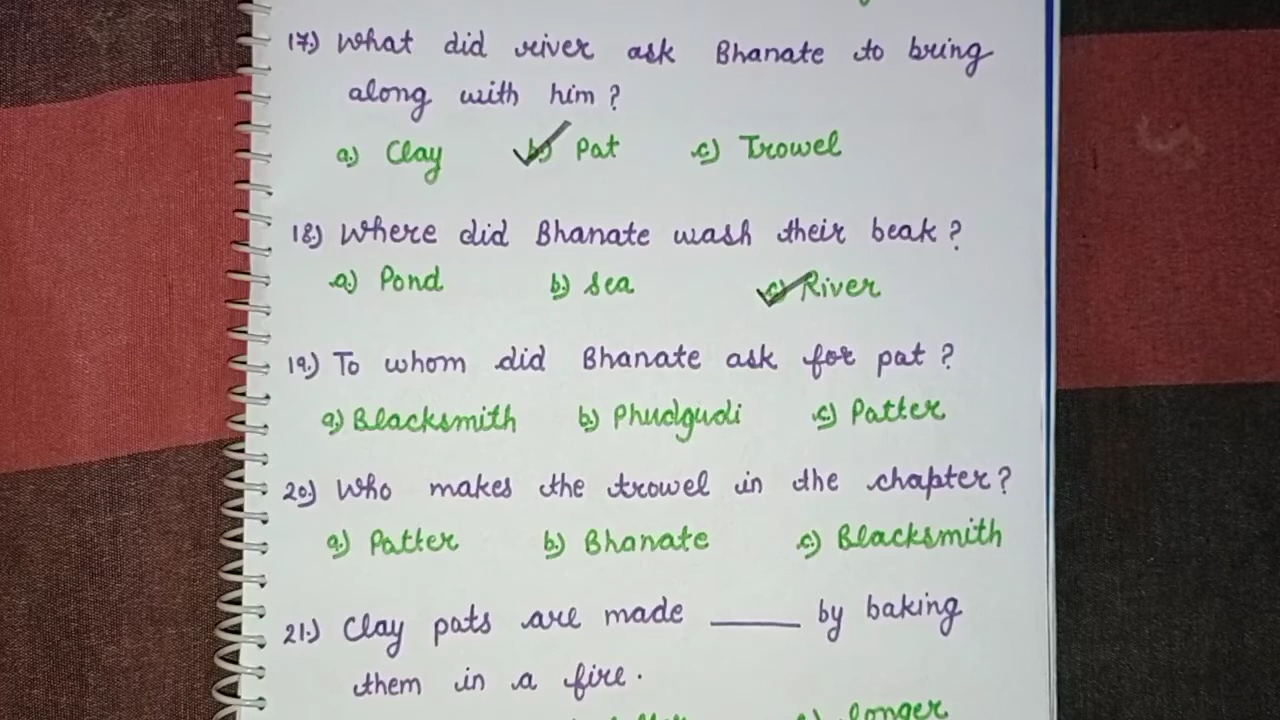 17.) What did river ask Bhanate to bring
along with him?
a.) Clay b.) Pat c.) Trowel
18.) Where did Bhanate wash their beak?
a.) Pond b.) Sea c.) River
19.) To whom did Bhanate ask for pat?
a.) Blacksmith b.) Phudgudi c.) Patter
20.) Who makes the trowel in the chapter?
a.) Patter b.) Bhanate c.) Blacksmith
21.) Clay pats are made _____ by baking
them in a fire.
c.) longer